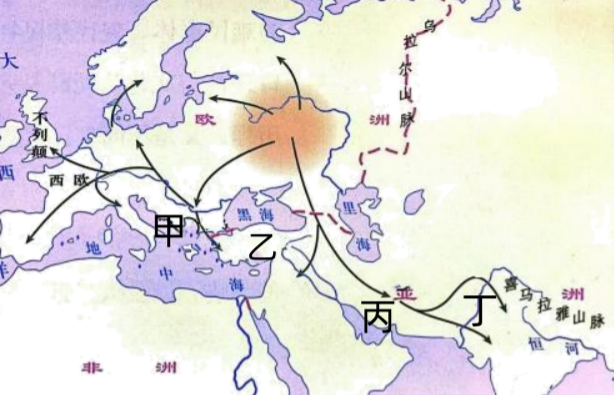 乌拉尔山脉
大
西
洋
不列颠
欧 洲
西欧
黑海
里海
甲
乙
地中海
亚 洲
丙
丁
喜马拉雅山脉
恒河
非 洲